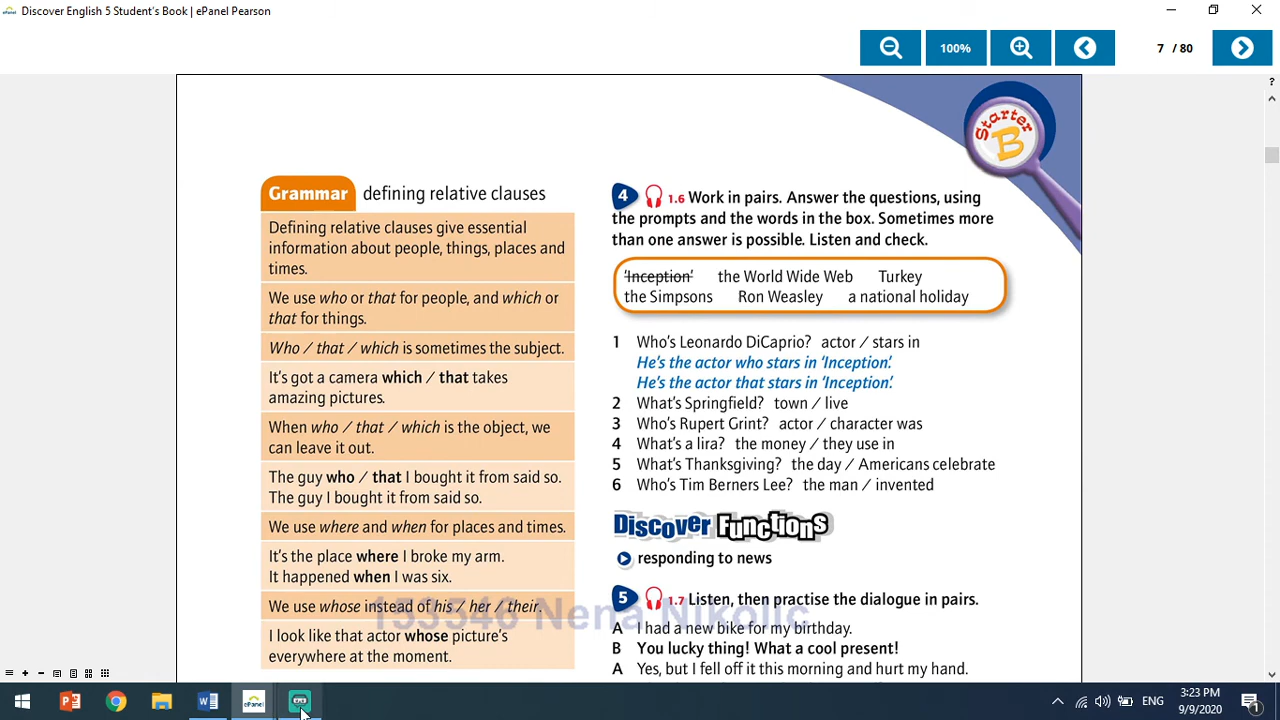 Discover English 5 Student's Book | ePanel Pearson
100%
7 / 80
?
Starter
B
Grammar defining relative clauses
Defining relative clauses give essential
information about people, things, places and
times.
We use who or that for people, and which or
that for things.
Who / that / which is sometimes the subject.
It's got a camera which / that takes
amazing pictures.
When who / that / which is the object, we
can leave it out.
The guy who / that I bought it from said so.
The guy I bought it from said so.
We use where and when for places and times.
It's the place where I broke my arm.
It happened when I was six.
We use whose instead of his / her / their.
I look like that actor whose picture's
everywhere at the moment.
4 1.6 Work in pairs. Answer the questions, using
the prompts and the words in the box. Sometimes more
than one answer is possible. Listen and check.
'Inception' the World Wide Web Turkey
the Simpsons Ron Weasley a national holiday
1 Who's Leonardo DiCaprio? actor / stars in
He's the actor who stars in 'Inception'.
He's the actor that stars in 'Inception'.
2 What's Springfield? town / live
3 Who's Rupert Grint? actor / character was
4 What's a lira? the money / they use in
5 What's Thanksgiving? the day / Americans celebrate
6 Who's Tim Berners Lee? the man / invented
Discover Functions
responding to news
5 1.7 Listen, then practise the dialogue in pairs.
A I had a new bike for my birthday.
B You lucky thing! What a cool present!
A Yes, but I fell off it this morning and hurt my hand.
153546 Nena Nikolic
ePanel
ENG
3:23 PM
9/9/2020
1